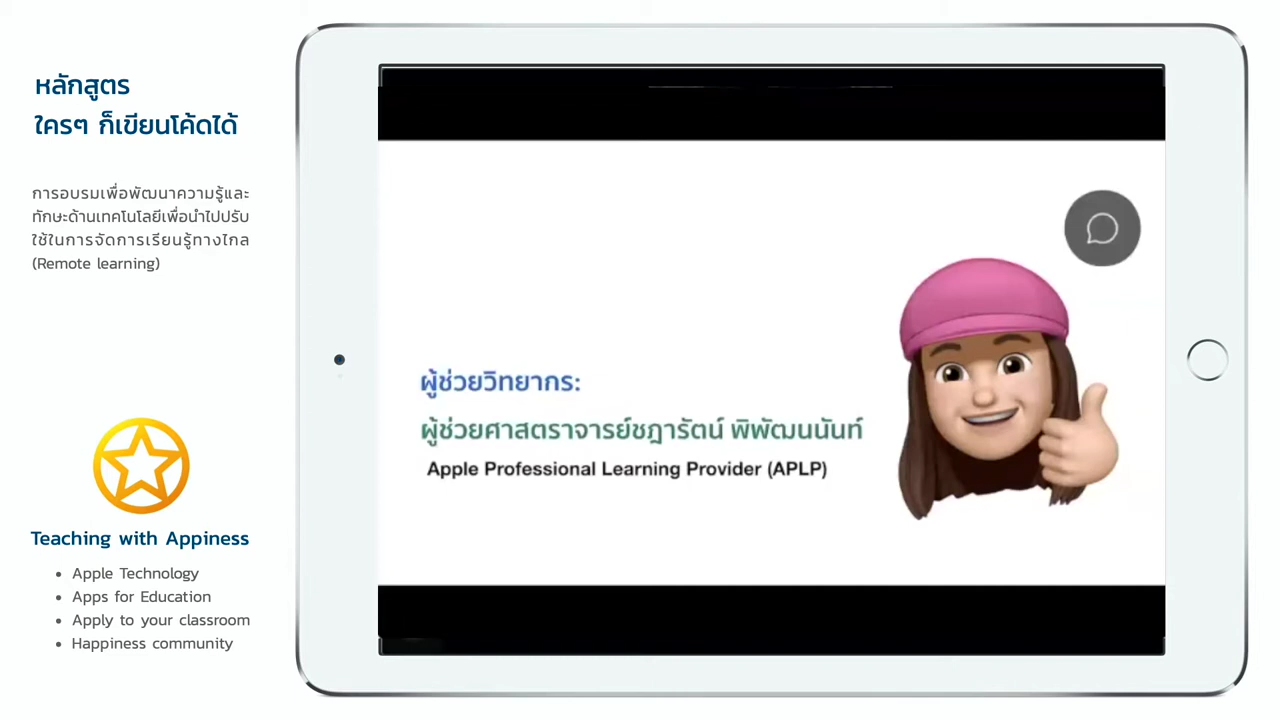 หลักสูตร
ใครๆ ก็เขียนโค้ดได้
การอบรมเพื่อพัฒนาความรู้และ
ทักษะด้านเทคโนโลยีเพื่อนำไปปรับ
ใช้ในการจัดการเรียนรู้ทางไกล
(Remote learning)
Teaching with Appiness
• Apple Technology
• Apps for Education
• Apply to your classroom
• Happiness community
ผู้ช่วยวิทยากร:
ผู้ช่วยศาสตราจารย์ชฎารัตน์ พิพัฒนนันท์
Apple Professional Learning Provider (APLP)